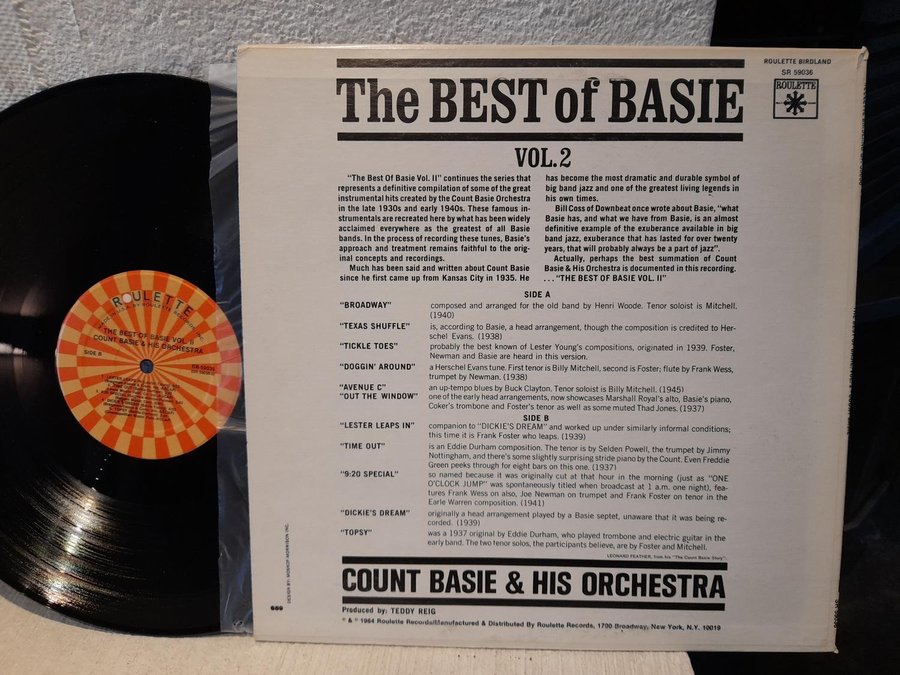 ROULETTE BIRDLAND
SR 59036
ROULETTE
The BEST of BASIE
VOL.2
"The Best Of Basie Vol. II" continues the series that
represents a definitive compilation of some of the great
instrumental hits created by the Count Basie Orchestra
in the late 1930s and early 1940s. These famous in-
strumentals are recreated here by what has been widely
acclaimed everywhere as the greatest of all Basie
bands. In the process of recording these tunes, Basie's
approach and treatment remains faithful to the orig-
inal concepts and recordings.
Much has been said and written about Count Basie
since he first came up from Kansas City in 1935. He
has become the most dramatic and durable symbol of
big band jazz and one of the greatest living legends in
his own times.
Bill Coss of Downbeat once wrote about Basie, "what
Basie has, and what we have from Basie, is an almost
definitive example of the exuberance available in big
band jazz, exuberance that has lasted for over twenty
years, that will probably always be a part of jazz".
Actually, perhaps the best summation of Count
Basie & His Orchestra is documented in this recording.
. . . "THE BEST OF BASIE VOL. II"
SIDE A
"BROADWAY" composed and arranged for the old band by Henri Woode. Tenor soloist is Mitchell.
(1940)
"TEXAS SHUFFLE" is, according to Basie, a head arrangement, though the composition is credited to Her-
schel Evans. (1938)
"TICKLE TOES" probably the best known of Lester Young's compositions, originated in 1939. Foster,
Newman and Basie are heard in this version.
"DOGGIN' AROUND" a Herschel Evans tune. First tenor is Billy Mitchell, second is Foster; flute by Frank Wess,
trumpet by Newman. (1938)
"AVENUE C" an up-tempo blues by Buck Clayton. Tenor soloist is Billy Mitchell. (1945)
"OUT THE WINDOW" one of the early head arrangements, now showcases Marshall Royal's alto, Basie's piano,
Coker's trombone and Foster's tenor as well as some muted Thad Jones. (1937)
SIDE B
"LESTER LEAPS IN" companion to "DICKIE'S DREAM" and worked up under similarly informal conditions;
this time it is Frank Foster who leaps. (1939)
"TIME OUT" is an Eddie Durham composition. The tenor is by Selden Powell, the trumpet by Jimmy
Nottingham, and there's some slightly surprising stride piano by the Count. Even Freddie
Green peeks through for eight bars on this one. (1937)
"9:20 SPECIAL" so named because it was originally cut at that hour in the morning (just as "ONE
O'CLOCK JUMP" was spontaneously titled when broadcast at 1 a.m. one night), fea-
tures Frank Wess on also, Joe Newman on trumpet and Frank Foster on tenor in the
Earle Warren composition. (1941)
"DICKIE'S DREAM" originally a head arrangement played by a Basie septet, unaware that it was being re-
corded. (1939)
"TOPSY" was a 1937 original by Eddie Durham, who played trombone and electric guitar in the
early band. The two tenor solos, the participants believe, are by Foster and Mitchell.
LEONARD FEATHER, from his "The Count Basie Story".
COUNT BASIE & HIS ORCHESTRA
Produced by: TEDDY REIG
℗ & © 1964 Roulette Records/Manufactured & Distributed By Roulette Records, 1790 Broadway, New York, N.Y. 10019
DESIGN BY: MOSKOF-MORRISON INC.
659
ROULETTE
THE BEST OF BASIE VOL. II
COUNT BASIE & HIS ORCHESTRA
SIDE B